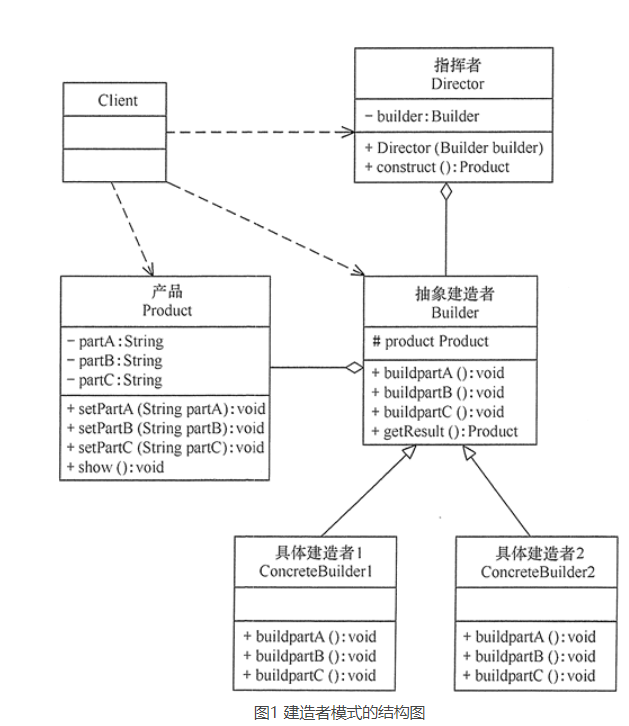 Client
指挥者
Director
- builder:Builder
+ Director (Builder builder)
+ construct ():Product
产品
Product
- partA:String
- partB:String
- partC:String
+ setPartA (String partA):void
+ setPartB (String partB):void
+ setPartC (String partC):void
+ show ():void
抽象建造者
Builder
# product Product
+ buildpartA ():void
+ buildpartB ():void
+ buildpartC ():void
+ getResult ():Product
具体建造者1
ConcreteBuilder1
+ buildpartA ():void
+ buildpartB ():void
+ buildpartC ():void
具体建造者2
ConcreteBuilder2
+ buildpartA ():void
+ buildpartB ():void
+ buildpartC ():void
图1 建造者模式的结构图